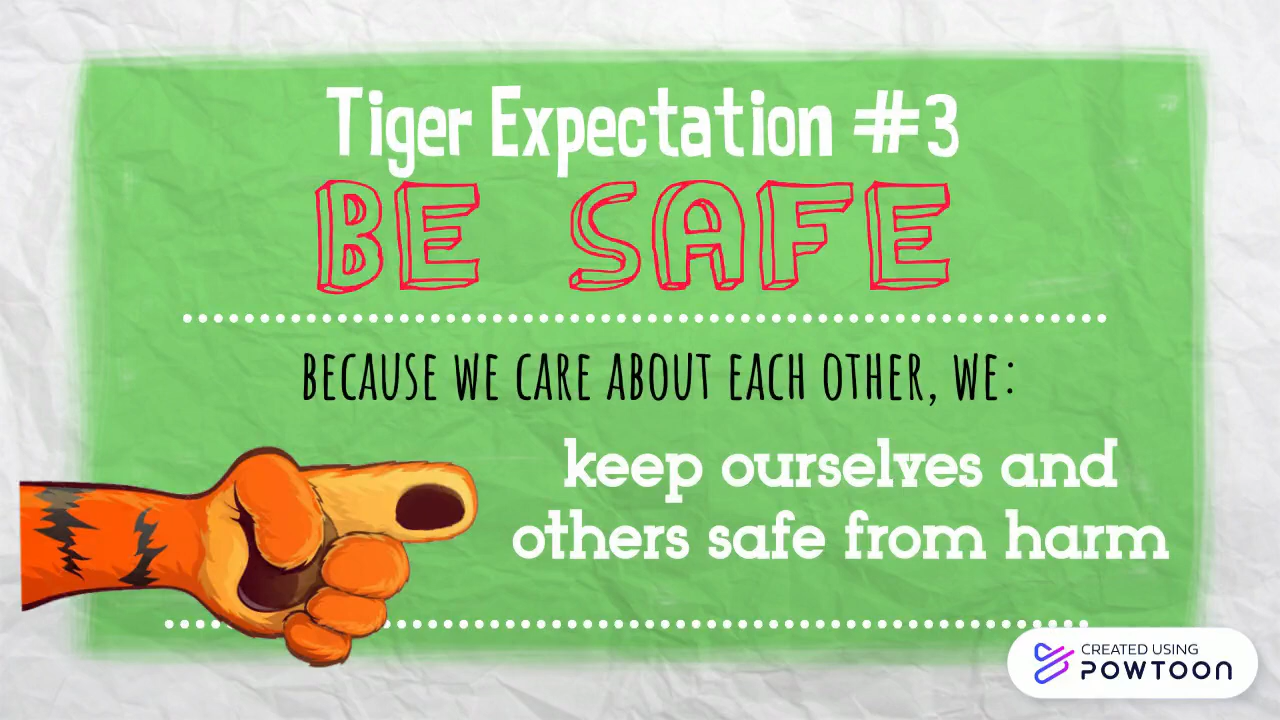 Tiger Expectation #3
BE SAFE
BECAUSE WE CARE ABOUT EACH OTHER, WE:
keep ourselves and
others safe from harm
CREATED USING
POWTOON